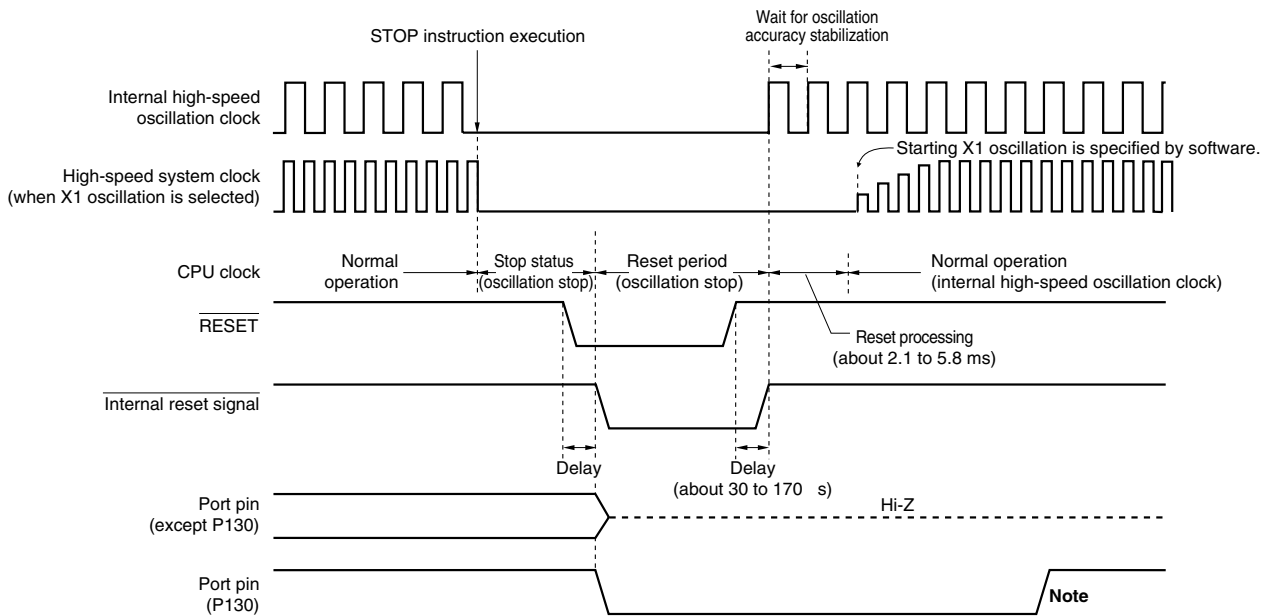 Wait for oscillation
accuracy stabilization
STOP instruction execution
Internal high-speed
oscillation clock
Starting X1 oscillation is specified by software.
High-speed system clock
(when X1 oscillation is selected)
CPU clock
Normal
operation
Stop status
(oscillation stop)
Reset period
(oscillation stop)
Normal operation
(internal high-speed oscillation clock)
RESET
Reset processing
(about 2.1 to 5.8 ms)
Internal reset signal
Delay
Delay
(about 30 to 170 s)
Port pin
(except P130)
Hi-Z
Port pin
(P130)
Note